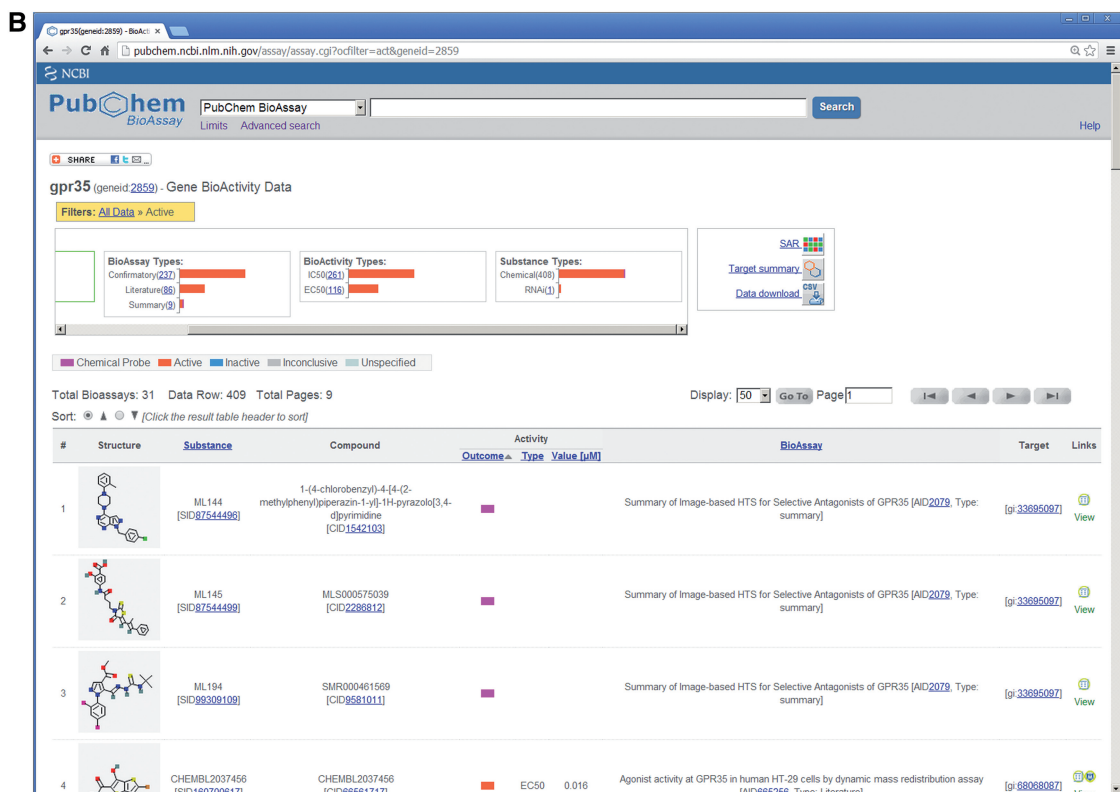 B
gpr35(geneid:2859) - BioActi ×
pubchem.ncbi.nlm.nih.gov/assay/assay.cgi?ocfilter=act&geneid=2859
NCBI
PubChem
BioAssay
PubChem BioAssay
Search
Limits Advanced search
Help
SHARE ...
gpr35 (geneid:2859) - Gene BioActivity Data
Filters: All Data » Active
BioAssay Types:
Confirmatory(237)
Literature(86)
Summary(9)
BioActivity Types:
IC50(261)
EC50(116)
Substance Types:
Chemical(408)
RNAi(1)
SAR
Target summary
Data download
CSV
Chemical Probe Active Inactive Inconclusive Unspecified
Total Bioassays: 31 Data Row: 409 Total Pages: 9
Display: 50 Go To Page 1
Sort: ▲ ▼ [Click the result table header to sort]
# Structure Substance Compound Activity BioAssay Target Links
Outcome Type Value [µM]
1
ML144
[SID87544496]
1-(4-chlorobenzyl)-4-[4-(2-
methylphenyl)piperazin-1-yl]-1H-pyrazolo[3,4-
d]pyrimidine
[CID1542103]
Summary of Image-based HTS for Selective Antagonists of GPR35 [AID2079, Type:
summary]
[gi:33695097]
View
2
ML145
[SID87544499]
MLS000575039
[CID2286812]
Summary of Image-based HTS for Selective Antagonists of GPR35 [AID2079, Type:
summary]
[gi:33695097]
View
3
ML194
[SID99309109]
SMR000461569
[CID9581011]
Summary of Image-based HTS for Selective Antagonists of GPR35 [AID2079, Type:
summary]
[gi:33695097]
View
4
CHEMBL2037456
[SID160700617]
CHEMBL2037456
[CID66561717]
EC50 0.016
Agonist activity at GPR35 in human HT-29 cells by dynamic mass redistribution assay
[AID665256, Type: Literature]
[gi:68068087]